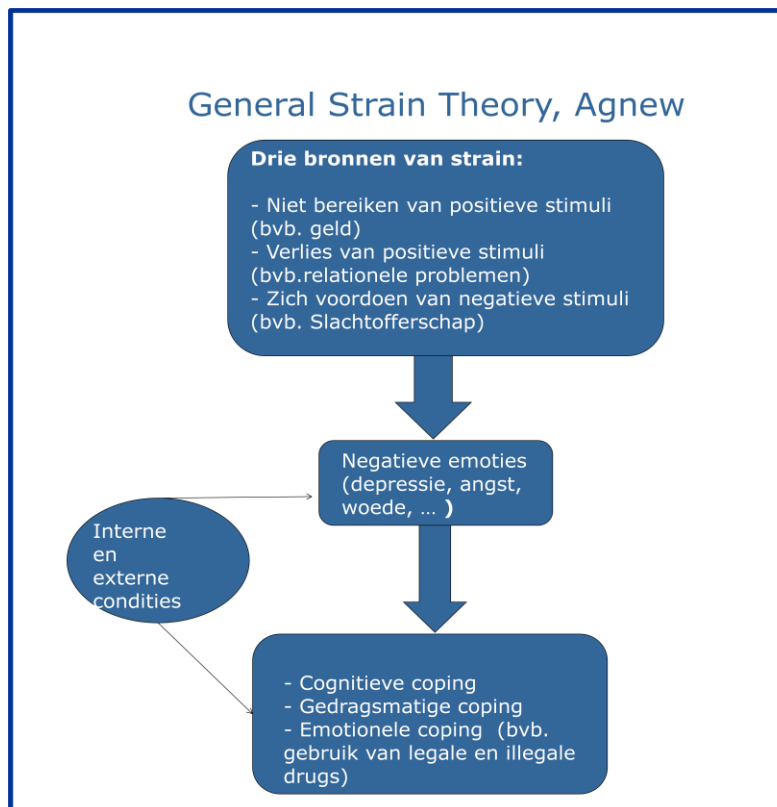 General Strain Theory, Agnew
Drie bronnen van strain:
- Niet bereiken van positieve stimuli
(bvb. geld)
- Verlies van positieve stimuli
(bvb.relationele problemen)
- Zich voordoen van negatieve stimuli
(bvb. Slachtofferschap)
Negatieve emoties
(depressie, angst,
woede, … )
Interne
en
externe
condities
- Cognitieve coping
- Gedragsmatige coping
- Emotionele coping  (bvb.
gebruik van legale en illegale
drugs)